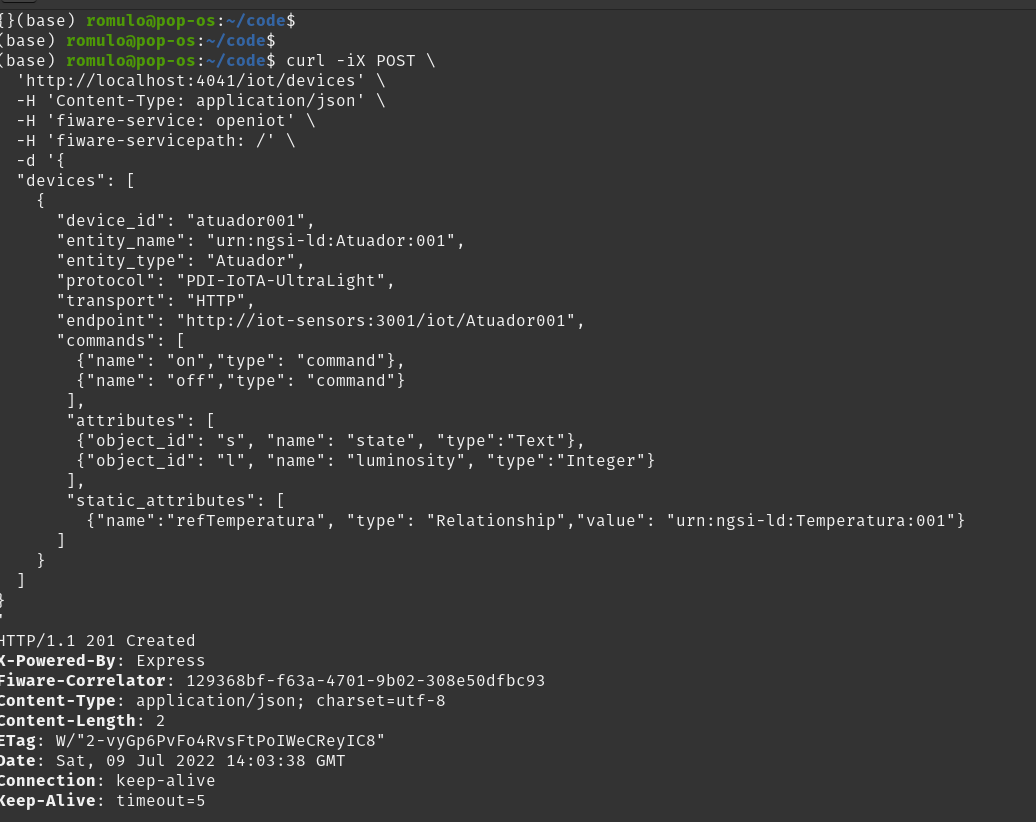 {}(base) romulo@pop-os:~/code$
(base) romulo@pop-os:~/code$
(base) romulo@pop-os:~/code$ curl -iX POST \
  'http://localhost:4041/iot/devices' \
  -H 'Content-Type: application/json' \
  -H 'fiware-service: openiot' \
  -H 'fiware-servicepath: /' \
  -d '{
  "devices": [
    {
      "device_id": "atuador001",
      "entity_name": "urn:ngsi-ld:Atuador:001",
      "entity_type": "Atuador",
      "protocol": "PDI-IoTA-UltraLight",
      "transport": "HTTP",
      "endpoint": "http://iot-sensors:3001/iot/Atuador001",
      "commands": [
        {"name": "on","type": "command"},
        {"name": "off","type": "command"}
       ],
       "attributes": [
        {"object_id": "s", "name": "state", "type":"Text"},
        {"object_id": "l", "name": "luminosity", "type":"Integer"}
       ],
       "static_attributes": [
         {"name":"refTemperatura", "type": "Relationship","value": "urn:ngsi-ld:Temperatura:001"}
      ]
    }
  ]
}
'
HTTP/1.1 201 Created
X-Powered-By: Express
Fiware-Correlator: 129368bf-f63a-4701-9b02-308e50dfbc93
Content-Type: application/json; charset=utf-8
Content-Length: 2
ETag: W/"2-vyGp6PvFo4RvsFtPoIWeCReyIC8"
Date: Sat, 09 Jul 2022 14:03:38 GMT
Connection: keep-alive
Keep-Alive: timeout=5